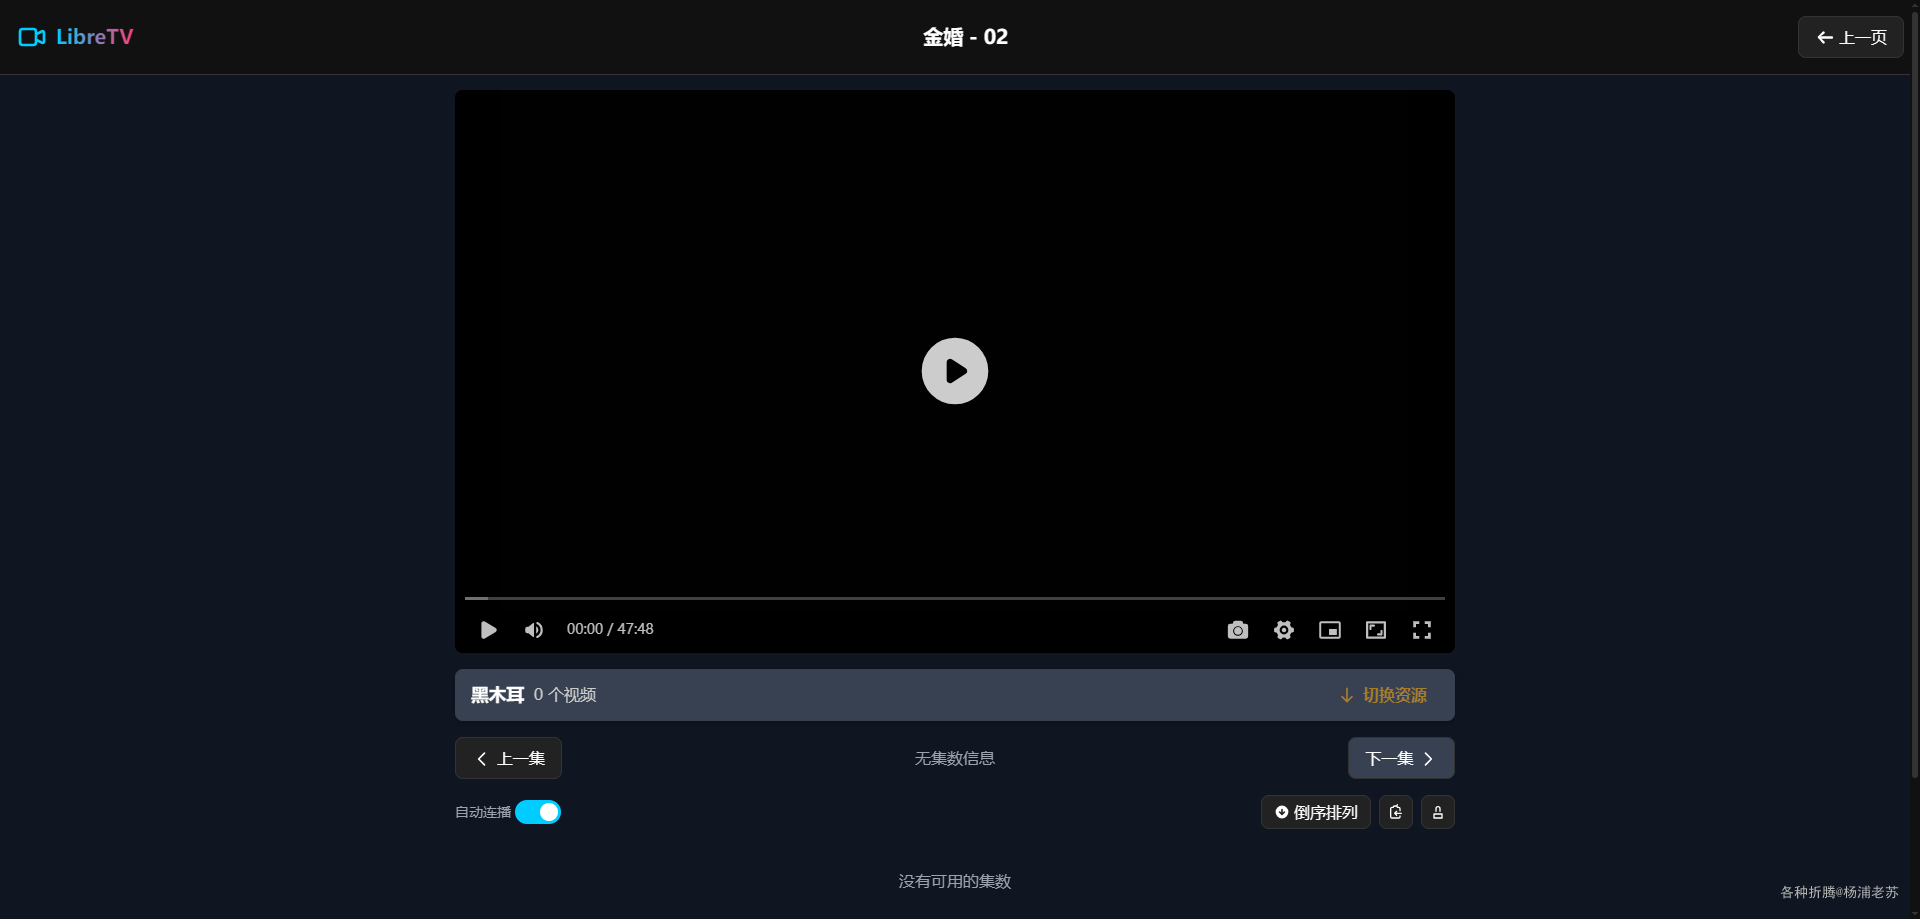 LibreTV
金婚 - 02
上一页
00:00 / 47:48
黑木耳 0 个视频
切换资源
上一集
无集数信息
下一集
自动连播
倒序排列
没有可用的集数
各种折腾@杨浦老苏